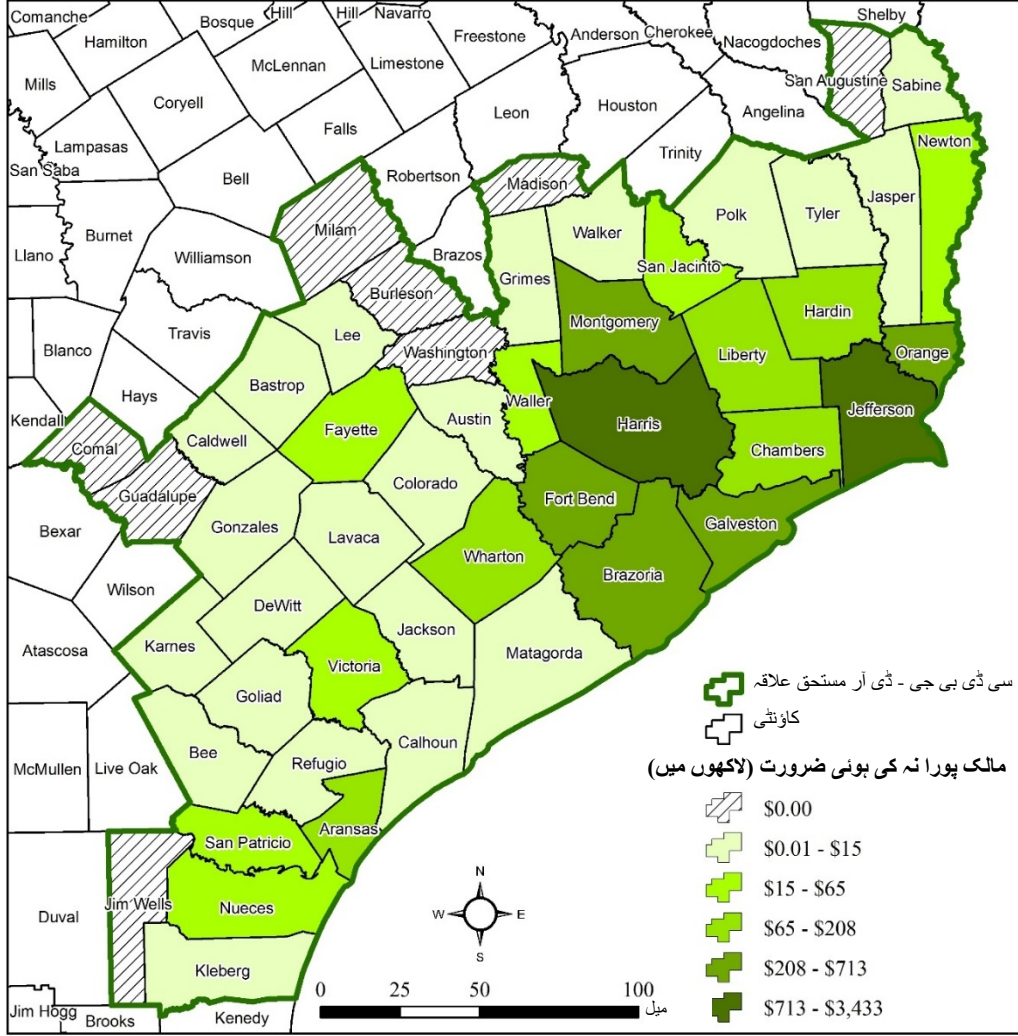 Comanche
Bosque
Hill
Hill
Navarro
Freestone
Anderson
Cherokee
Nacogdoches
Shelby
Hamilton
McLennan
Limestone
San Augustine
Sabine
Mills
Coryell
Leon
Houston
Angelina
Falls
Newton
Lampasas
Trinity
San Saba
Bell
Robertson
Madison
Jasper
Polk
Tyler
Burnet
Milam
Walker
Llano
Williamson
Brazos
San Jacinto
Grimes
Burleson
Hardin
Montgomery
Travis
Lee
Washington
Liberty
Orange
Blanco
Bastrop
Hays
Waller
Jefferson
Kendall
Austin
Harris
Fayette
Comal
Caldwell
Chambers
Colorado
Guadalupe
Fort Bend
Galveston
Bexar
Gonzales
Lavaca
Wharton
Brazoria
Wilson
DeWitt
Jackson
Karnes
Atascosa
Matagorda
Victoria
Goliad
Calhoun
Bee
Refugio
McMullen
Live Oak
Aransas
San Patricio
Jim Wells
Nueces
Duval
Kleberg
Jim Hogg
Brooks
Kenedy
سی ڈی بی جی - ڈی آر مستحق علاقہ
کاؤنٹی
مالک پورا نہ کی ہوئی ضرورت (لاکھوں میں)
$0.00
$0.01 - $15
$15 - $65
$65 - $208
$208 - $713
$713 - $3,433
N
W
E
S
0 25 50 100
میل